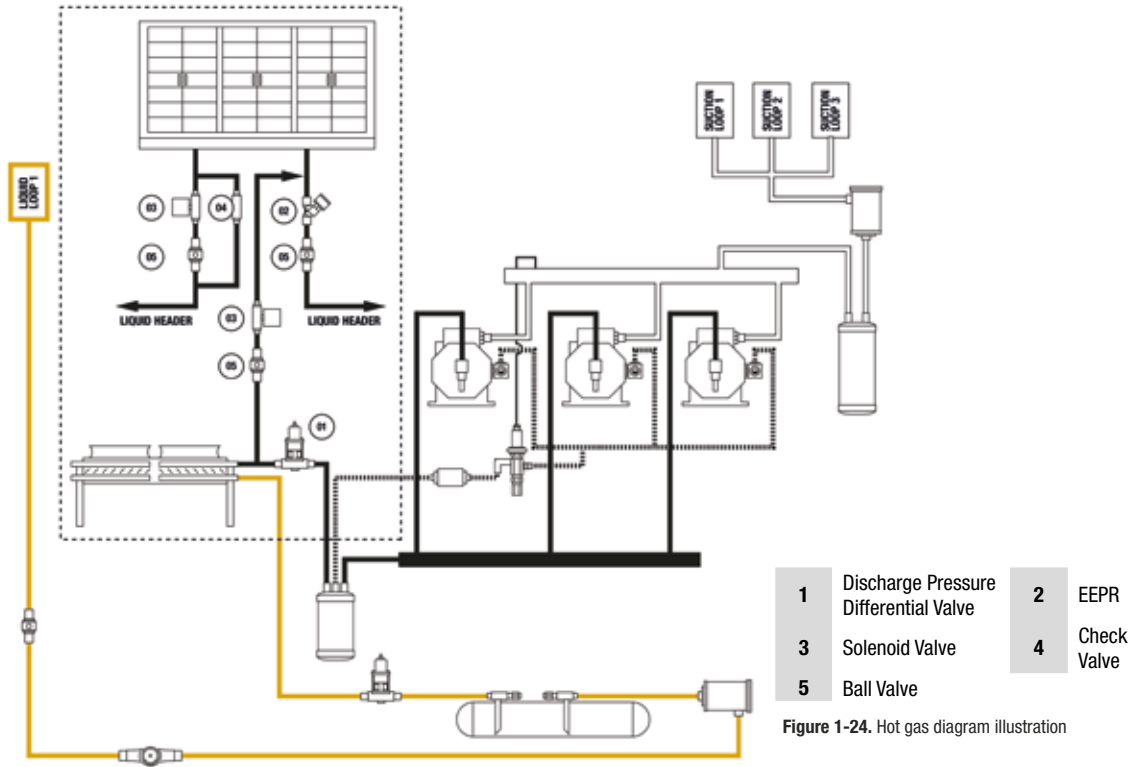 LIQUID
LOOP 1
SUCTION
LOOP 1
SUCTION
LOOP 2
SUCTION
LOOP 3
03
04
02
05
05
LIQUID HEADER
03
LIQUID HEADER
05
01
1 Discharge Pressure
Differential Valve
2 EEPR
3 Solenoid Valve
4 Check
Valve
5 Ball Valve
Figure 1-24. Hot gas diagram illustration